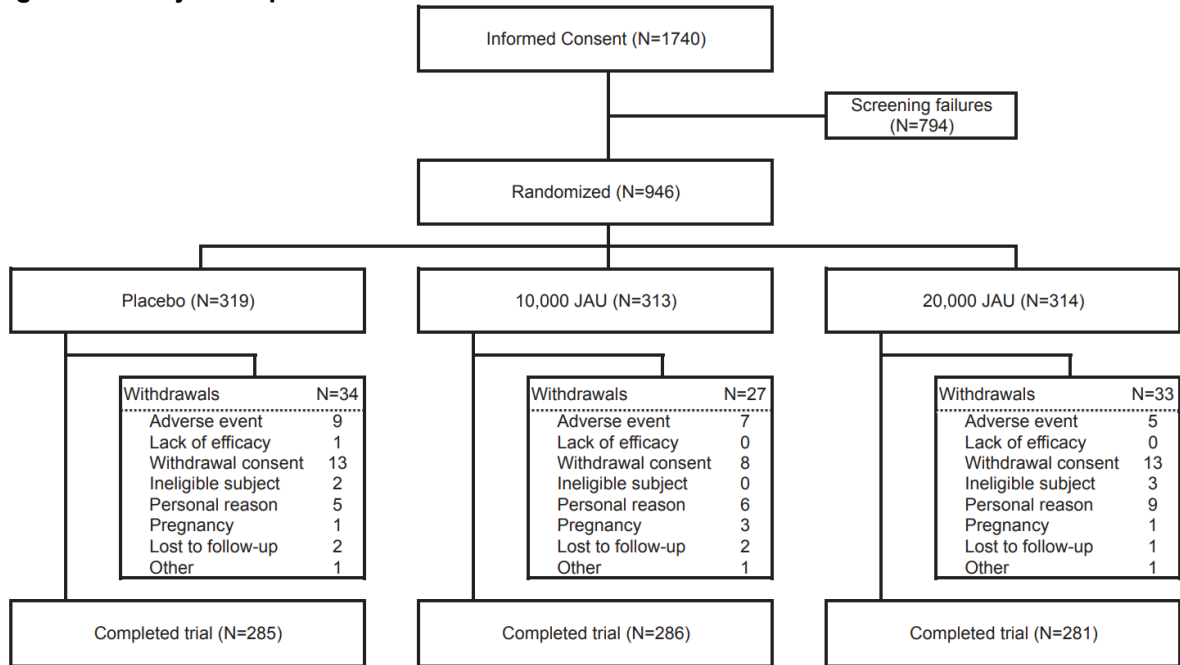 Informed Consent (N=1740)
Screening failures
(N=794)
Randomized (N=946)
Placebo (N=319)
10,000 JAU (N=313)
20,000 JAU (N=314)
Withdrawals N=34
Adverse event 9
Lack of efficacy 1
Withdrawal consent 13
Ineligible subject 2
Personal reason 5
Pregnancy 1
Lost to follow-up 2
Other 1
Withdrawals N=27
Adverse event 7
Lack of efficacy 0
Withdrawal consent 8
Ineligible subject 0
Personal reason 6
Pregnancy 3
Lost to follow-up 2
Other 1
Withdrawals N=33
Adverse event 5
Lack of efficacy 0
Withdrawal consent 13
Ineligible subject 3
Personal reason 9
Pregnancy 1
Lost to follow-up 1
Other 1
Completed trial (N=285)
Completed trial (N=286)
Completed trial (N=281)